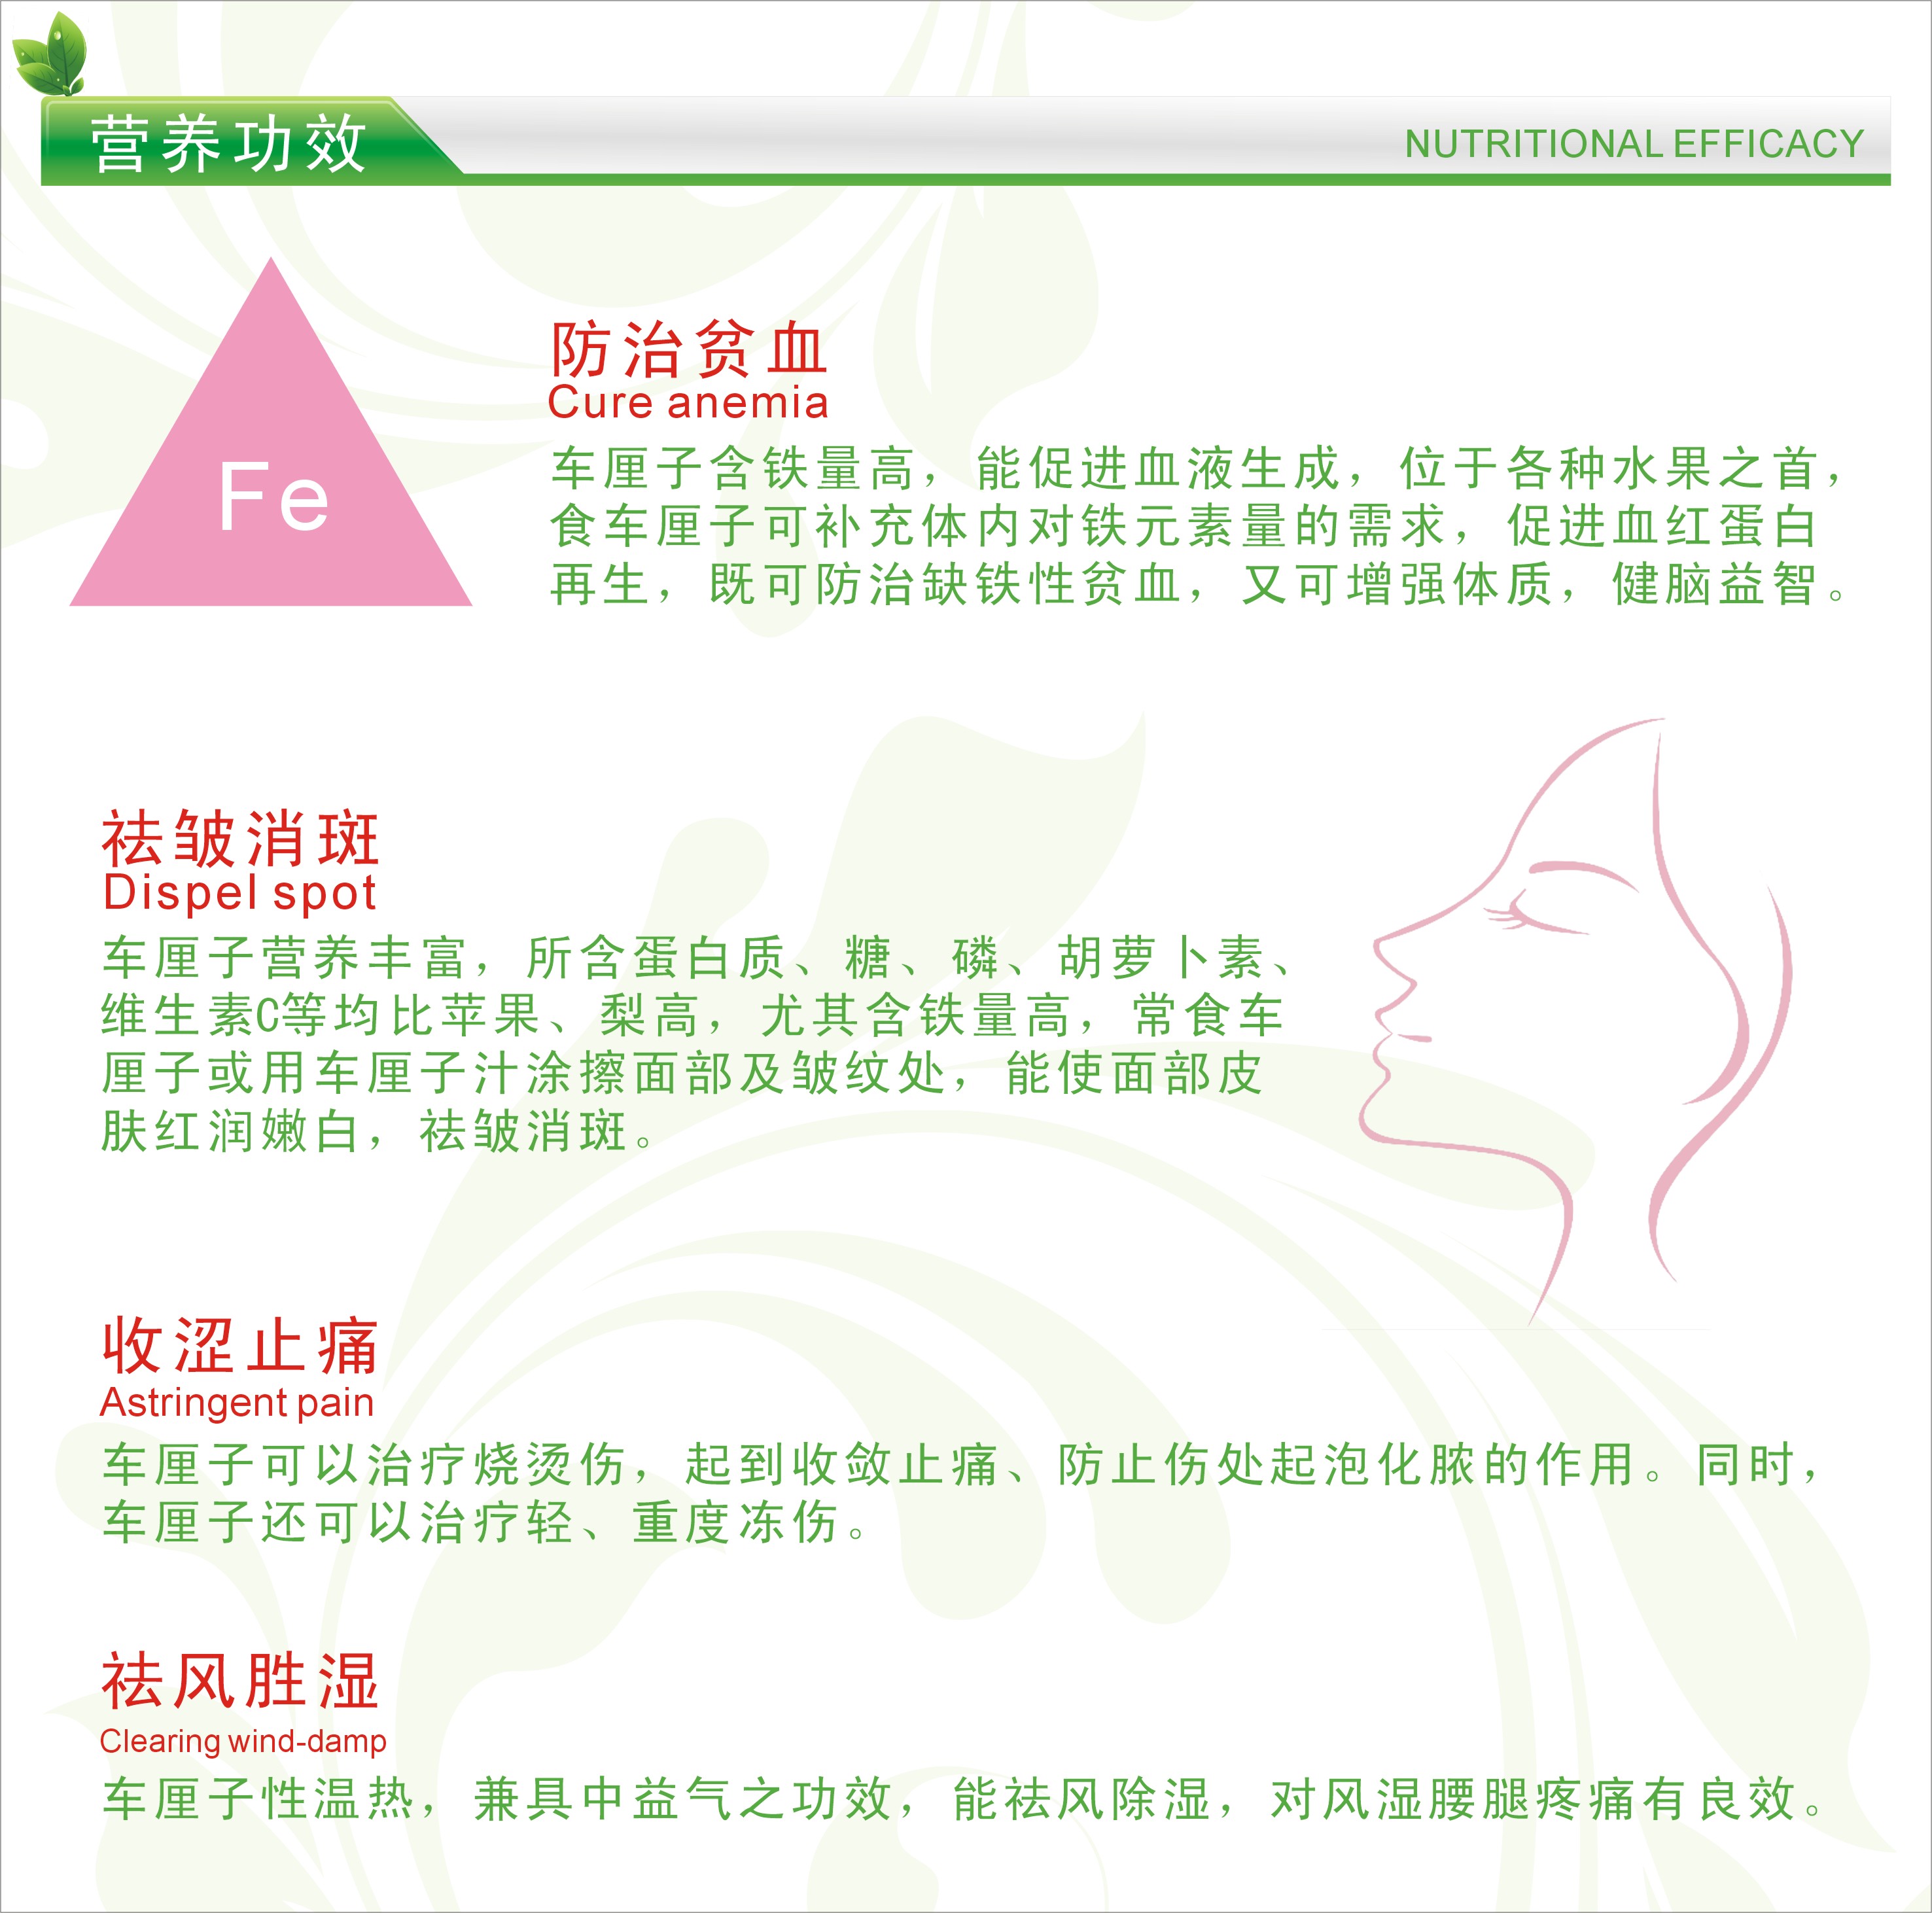 营养功效
NUTRITIONAL EFFICACY
Fe
防治贫血
Cure anemia
车厘子含铁量高，能促进血液生成，位于各种水果之首，
食车厘子可补充体内对铁元素量的需求，促进血红蛋白
再生，既可防治缺铁性贫血，又可增强体质，健脑益智。
祛皱消斑
Dispel spot
车厘子营养丰富，所含蛋白质、糖、磷、胡萝卜素、
维生素C等均比苹果、梨高，尤其含铁量高，常食车
厘子或用车厘子汁涂擦面部及皱纹处，能使面部皮
肤红润嫩白，祛皱消斑。
收涩止痛
Astringent pain
车厘子可以治疗烧烫伤，起到收敛止痛、防止伤处起泡化脓的作用。同时，
车厘子还可以治疗轻、重度冻伤。
祛风胜湿
Clearing wind-damp
车厘子性温热，兼具中益气之功效，能祛风除湿，对风湿腰腿疼痛有良效。